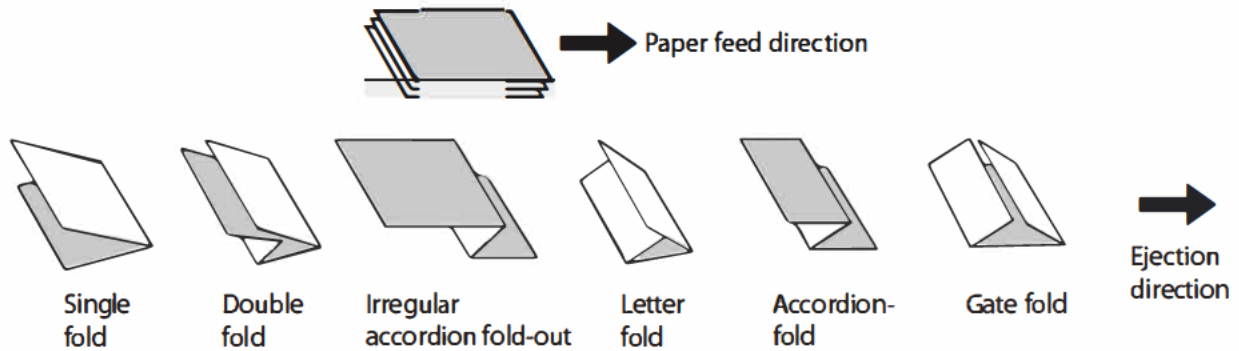 Paper feed direction
Single
fold
Double
fold
Irregular
accordion fold-out
Letter
fold
Accordion-
fold
Gate fold
Ejection
direction